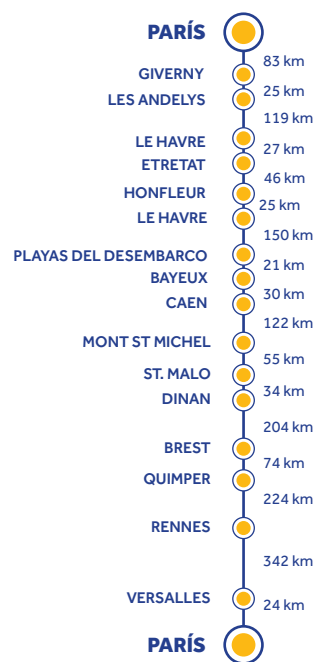 PARÍS
83 km
GIVERNY
25 km
LES ANDELYS
119 km
LE HAVRE
27 km
ETRETAT
46 km
HONFLEUR
25 km
LE HAVRE
150 km
PLAYAS DEL DESEMBARCO
21 km
BAYEUX
30 km
CAEN
122 km
MONT ST MICHEL
55 km
ST. MALO
34 km
DINAN
204 km
BREST
74 km
QUIMPER
224 km
RENNES
342 km
VERSALLES
24 km
PARÍS